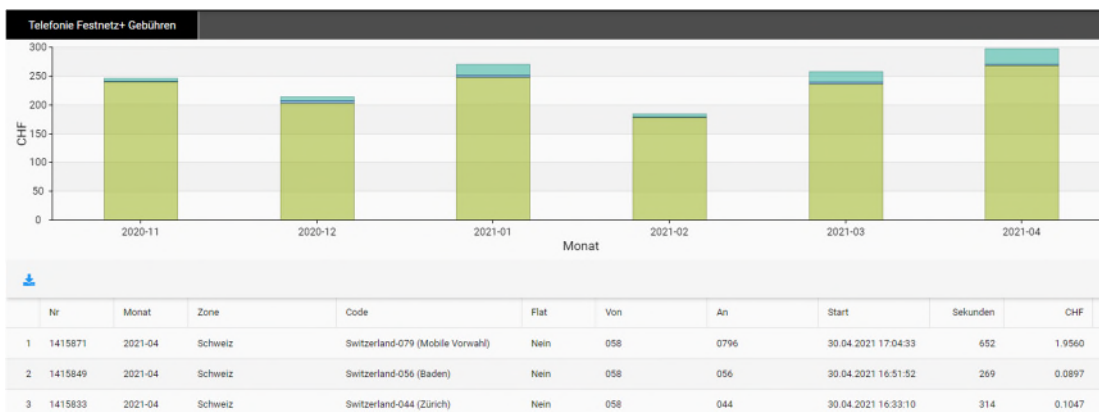 Telefonie Festnetz+ Gebühren
300
250
200
150
100
50
0
CHF
2020-11 2020-12 2021-01 2021-02 2021-03 2021-04
Monat
Nr Monat Zone Code Flat Von An Start Sekunden CHF
1 1415871 2021-04 Schweiz Switzerland-079 (Mobile Vorwahl) Nein 058 0796 30.04.2021 17:04:33 652 1.9560
2 1415849 2021-04 Schweiz Switzerland-056 (Baden) Nein 058 056 30.04.2021 16:51:52 269 0.0897
3 1415833 2021-04 Schweiz Switzerland-044 (Zürich) Nein 058 044 30.04.2021 16:33:10 314 0.1047